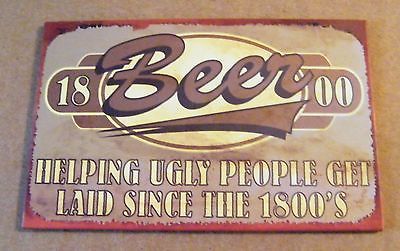 18 Beer 00
HELPING UGLY PEOPLE GET
LAID SINCE THE 1800'S